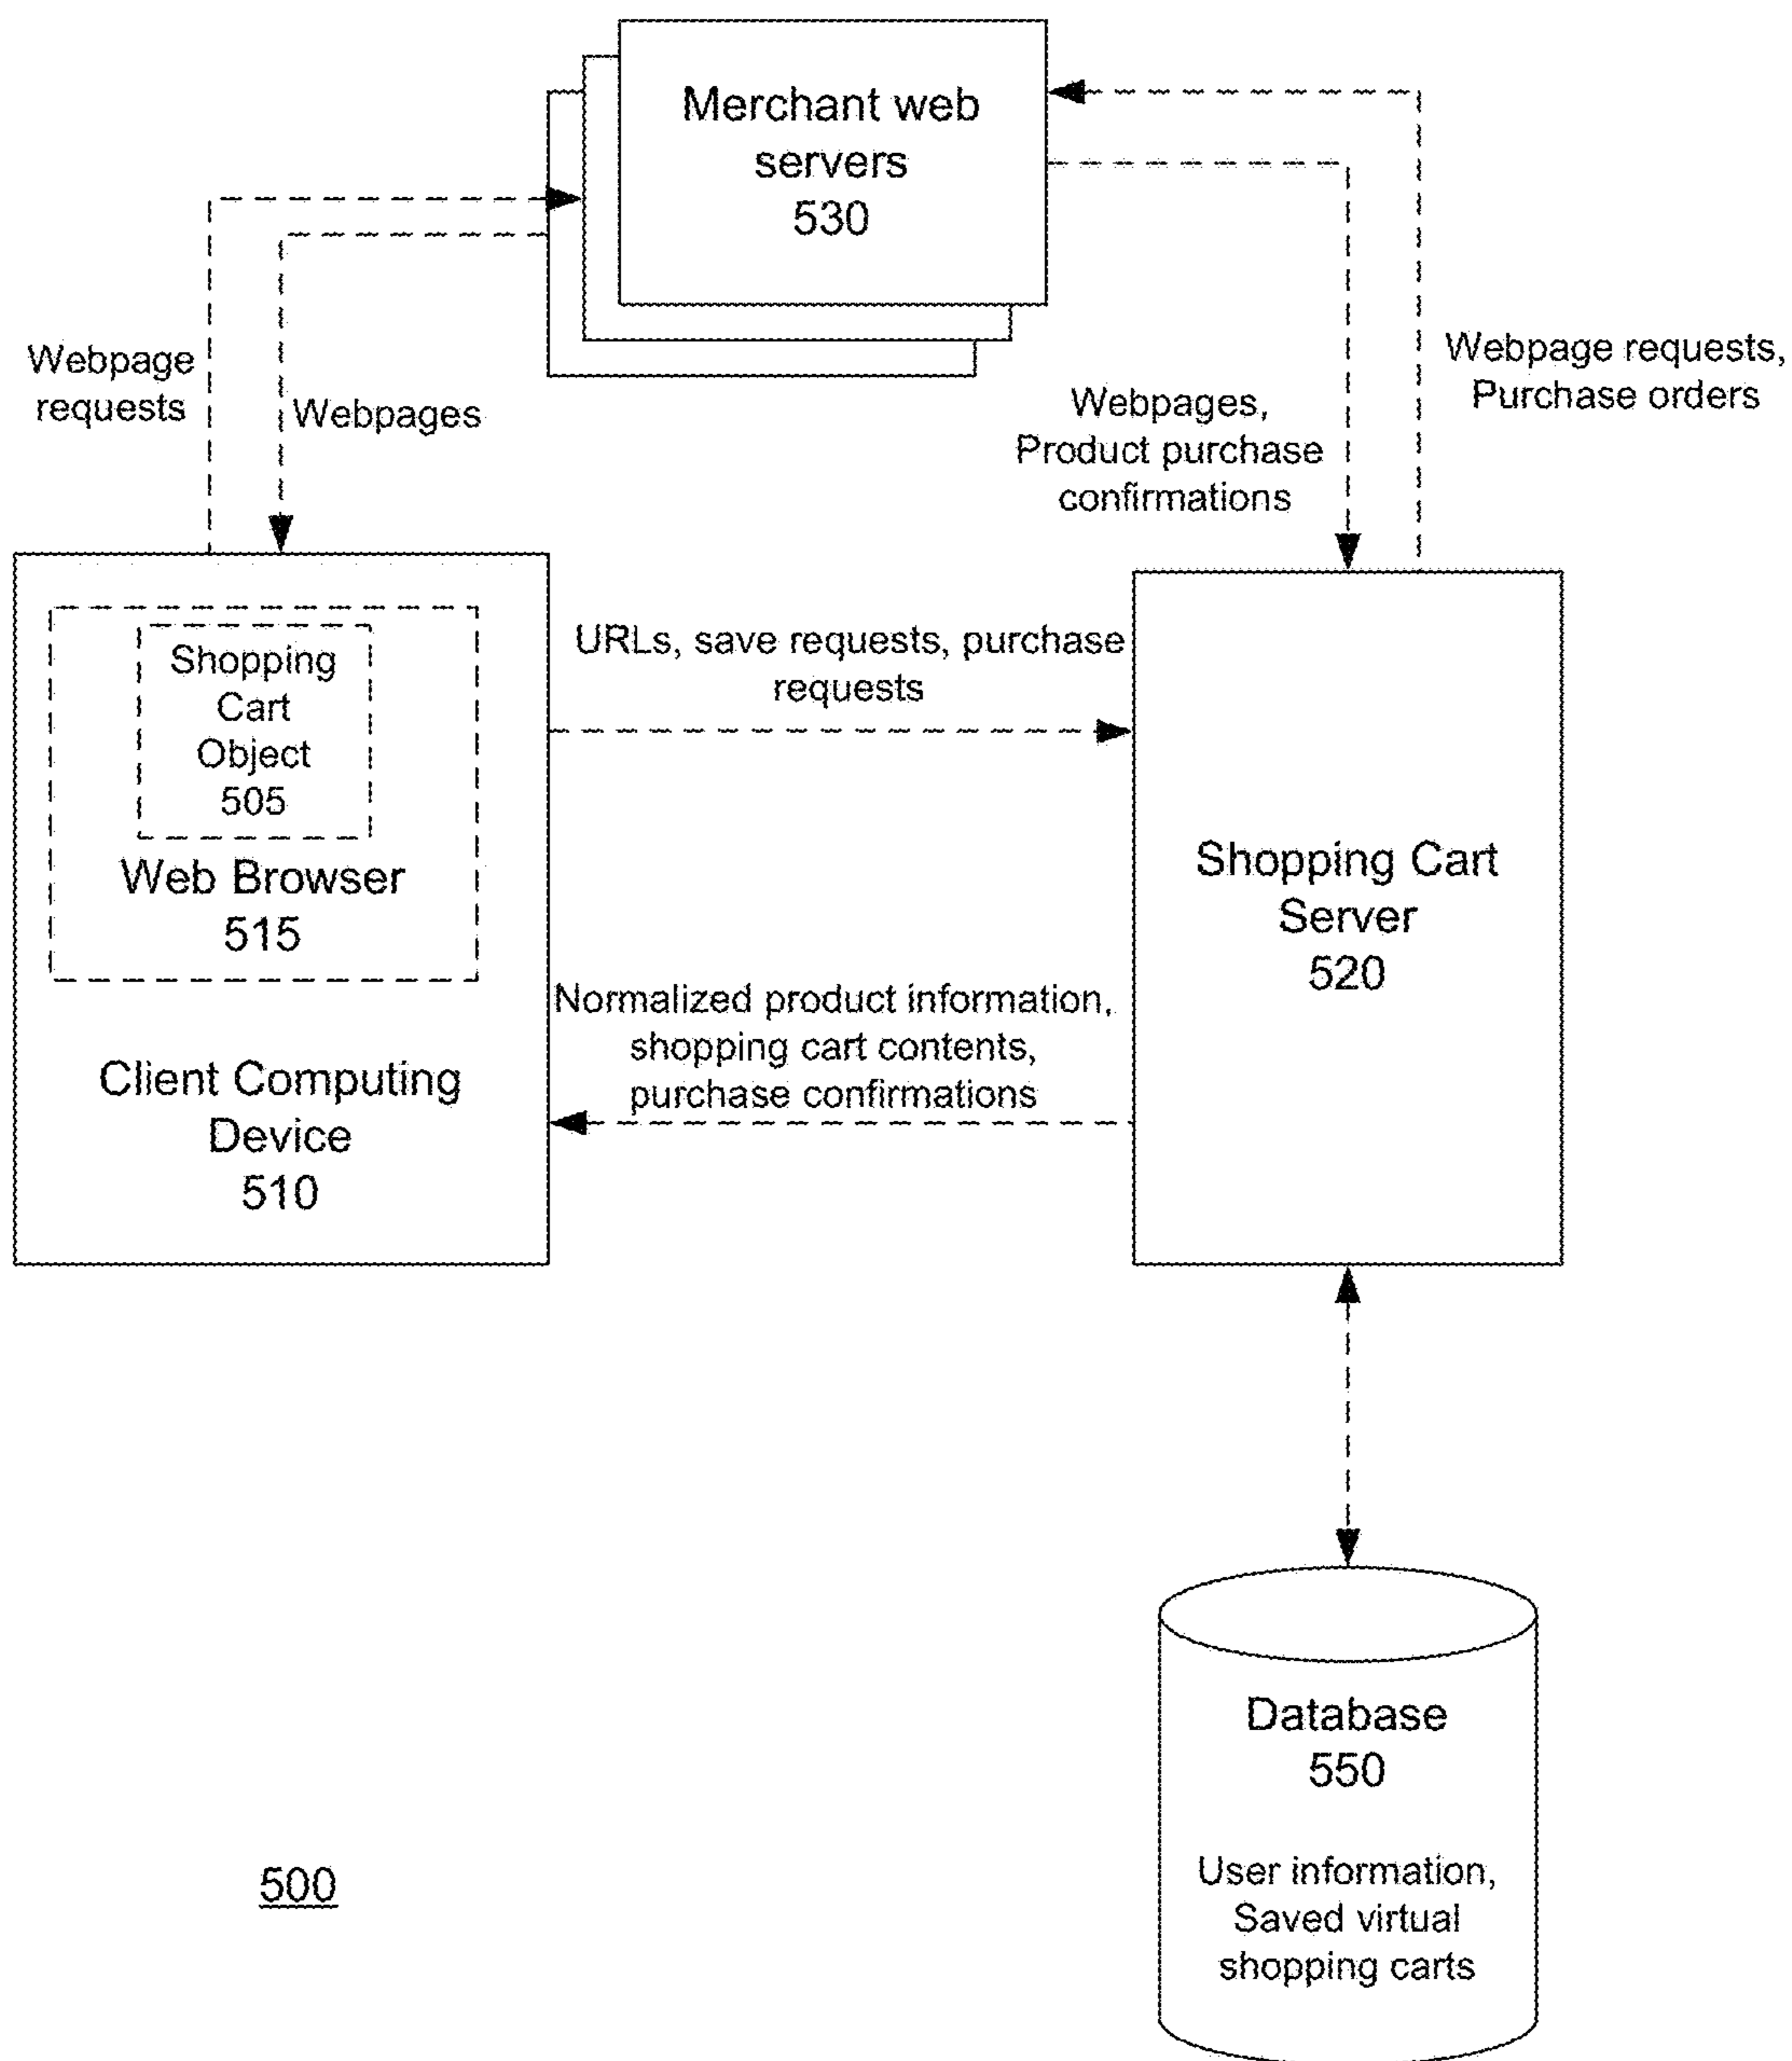 Merchant web
servers
530
Webpage
requests
Webpages
Webpages,
Product purchase
confirmations
Webpage requests,
Purchase orders
Shopping
Cart
Object
505
Web Browser
515
Client Computing
Device
510
URLs, save requests, purchase
requests
Normalized product information,
shopping cart contents,
purchase confirmations
Shopping Cart
Server
520
Database
550
User information,
Saved virtual
shopping carts
500